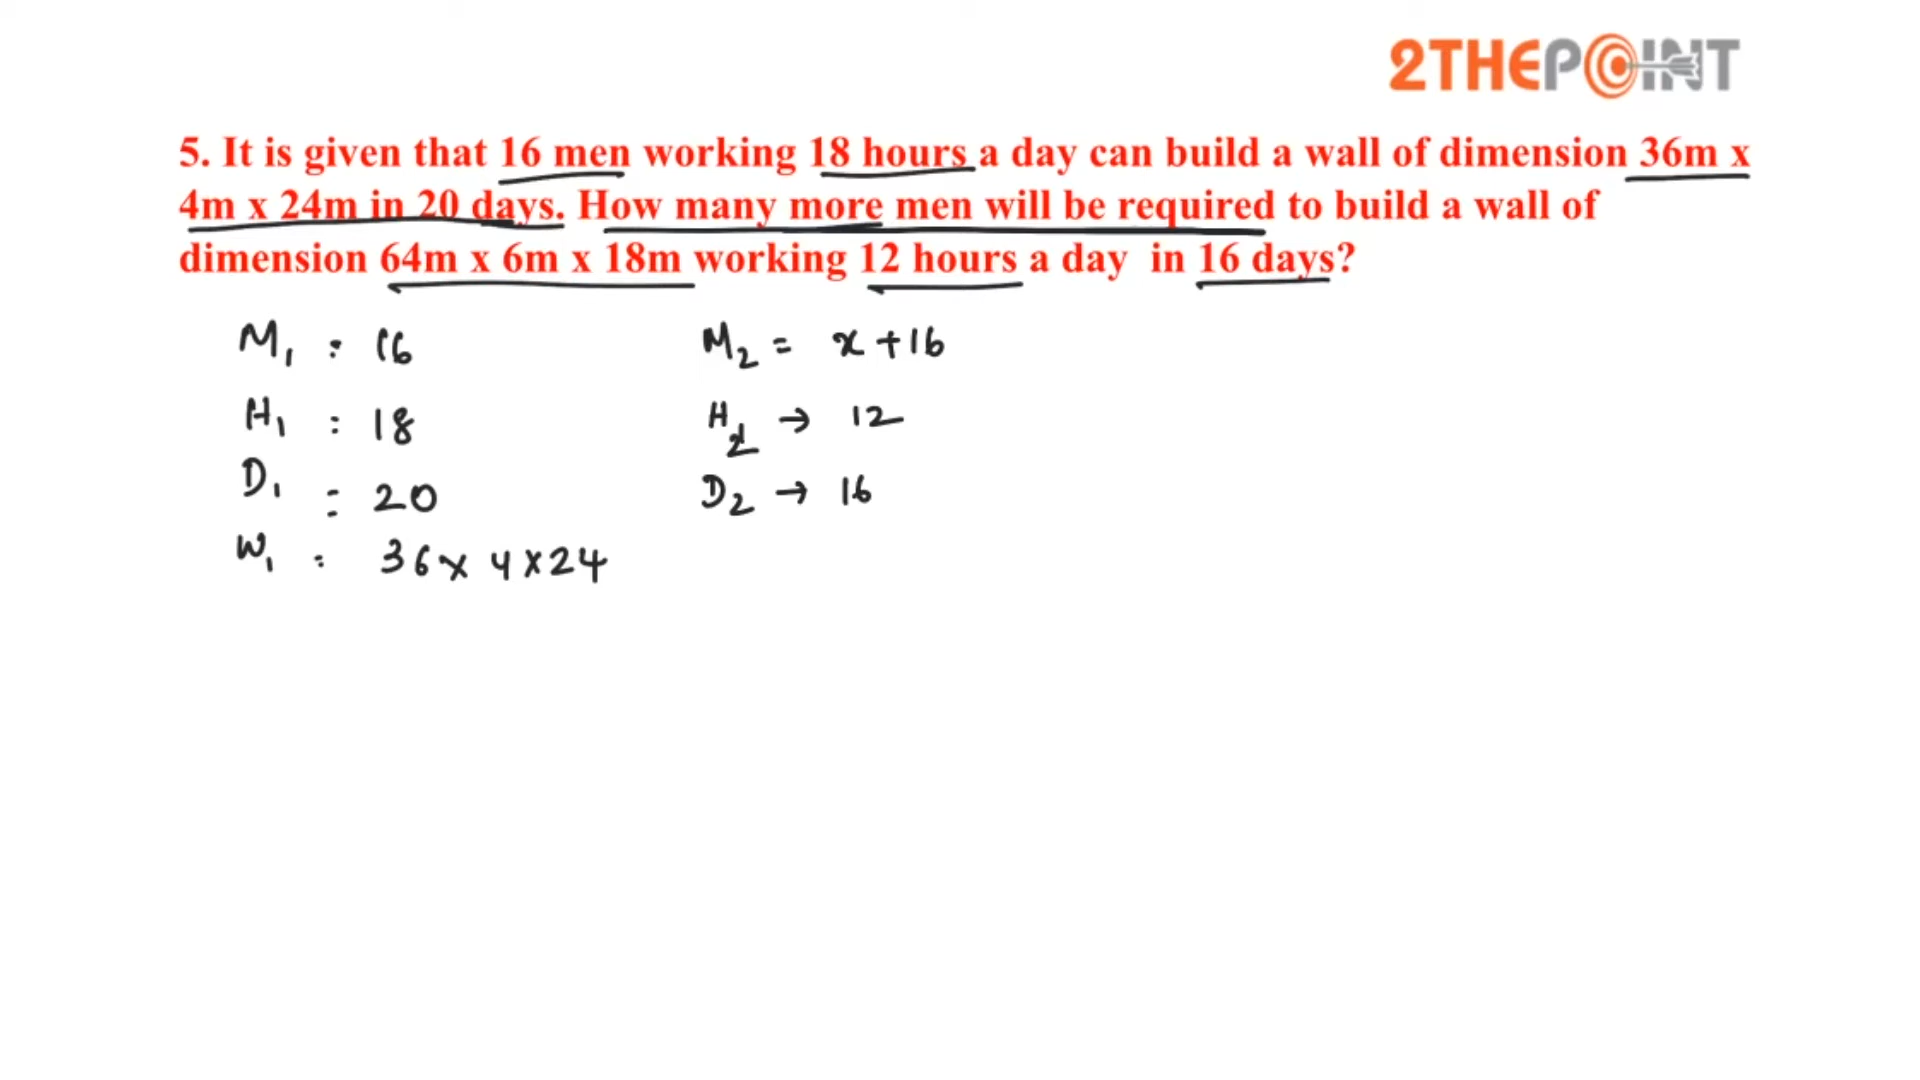 2THEPOINT
5. It is given that 16 men working 18 hours a day can build a wall of dimension 36m x
4m x 24m in 20 days. How many more men will be required to build a wall of
dimension 64m x 6m x 18m working 12 hours a day in 16 days?
M1 : 16 M2 = x+16
H1 : 18 H2 → 12
D1 = 20 D2 → 16
W1 = 36 x 4 x 24